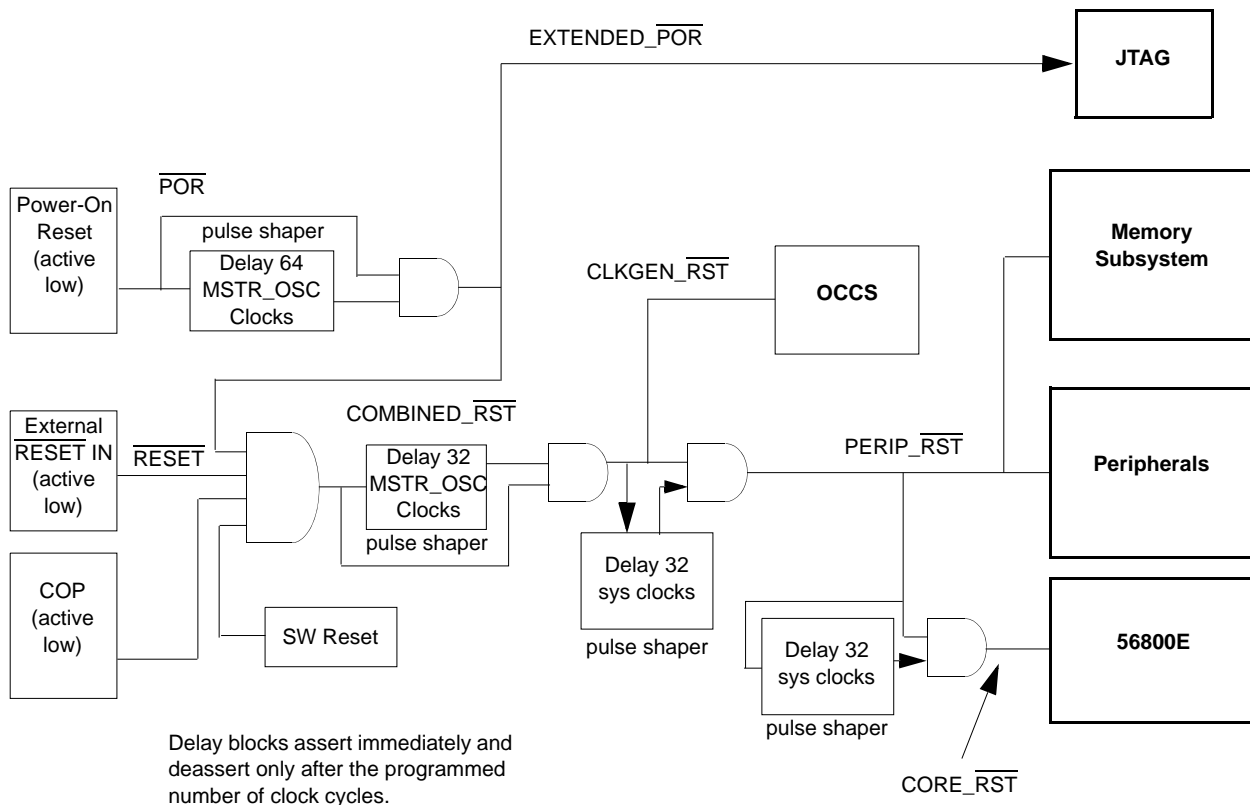 EXTENDED_POR
JTAG
POR
Power-On
Reset
(active
low)
pulse shaper
Delay 64
MSTR_OSC
Clocks
CLKGEN_RST
OCCS
Memory
Subsystem
External
RESET IN
(active
low)
RESET
COMBINED_RST
Delay 32
MSTR_OSC
Clocks
pulse shaper
PERIP_RST
Peripherals
COP
(active
low)
SW Reset
Delay 32
sys clocks
pulse shaper
Delay 32
sys clocks
pulse shaper
56800E
CORE_RST
Delay blocks assert immediately and
deassert only after the programmed
number of clock cycles.